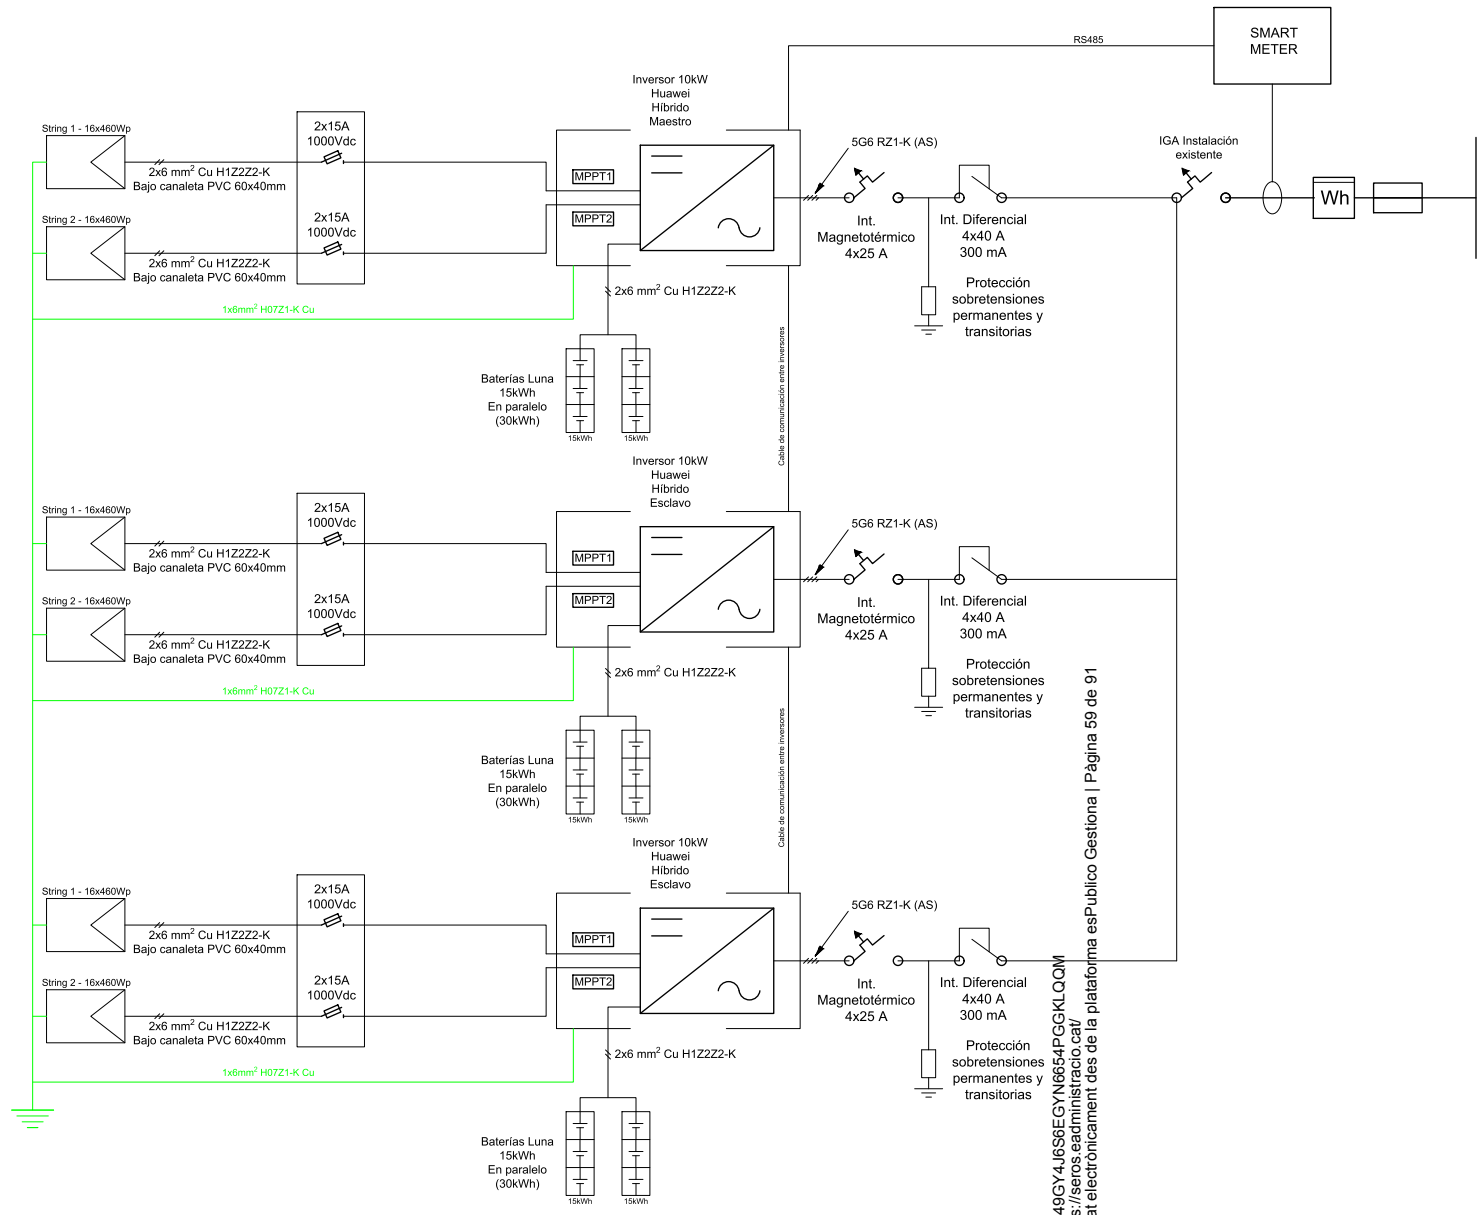 SMART
METER
RS485
Inversor 10kW
Huawei
Híbrido
Maestro
String 1 - 16x460Wp
2x15A
1000Vdc
2x6 mm² Cu H1Z2Z2-K
Bajo canaleta PVC 60x40mm
MPPT1
5G6 RZ1-K (AS)
IGA Instalación
existente
Wh
String 2 - 16x460Wp
2x15A
1000Vdc
2x6 mm² Cu H1Z2Z2-K
Bajo canaleta PVC 60x40mm
MPPT2
Int.
Magnetotérmico
4x25 A
Int. Diferencial
4x40 A
300 mA
Protección
sobretensiones
permanentes y
transitorias
2x6 mm² Cu H1Z2Z2-K
1x6mm² H07Z1-K Cu
Baterías Luna
15kWh
En paralelo
(30kWh)
15kWh
15kWh
Cable de comunicación entre inversores
Inversor 10kW
Huawei
Híbrido
Esclavo
String 1 - 16x460Wp
2x15A
1000Vdc
2x6 mm² Cu H1Z2Z2-K
Bajo canaleta PVC 60x40mm
MPPT1
5G6 RZ1-K (AS)
String 2 - 16x460Wp
2x15A
1000Vdc
2x6 mm² Cu H1Z2Z2-K
Bajo canaleta PVC 60x40mm
MPPT2
Int.
Magnetotérmico
4x25 A
Int. Diferencial
4x40 A
300 mA
Protección
sobretensiones
permanentes y
transitorias
2x6 mm² Cu H1Z2Z2-K
1x6mm² H07Z1-K Cu
Baterías Luna
15kWh
En paralelo
(30kWh)
15kWh
15kWh
Cable de comunicación entre inversores
Inversor 10kW
Huawei
Híbrido
Esclavo
String 1 - 16x460Wp
2x15A
1000Vdc
2x6 mm² Cu H1Z2Z2-K
Bajo canaleta PVC 60x40mm
MPPT1
5G6 RZ1-K (AS)
String 2 - 16x460Wp
2x15A
1000Vdc
2x6 mm² Cu H1Z2Z2-K
Bajo canaleta PVC 60x40mm
MPPT2
Int.
Magnetotérmico
4x25 A
Int. Diferencial
4x40 A
300 mA
Protección
sobretensiones
permanentes y
transitorias
2x6 mm² Cu H1Z2Z2-K
1x6mm² H07Z1-K Cu
Baterías Luna
15kWh
En paralelo
(30kWh)
15kWh
15kWh
49GY4J6S6EGYN6654PGGKLQQM
s://seros.eadministracio.cat/
at electrònicament des de la plataforma esPublico Gestiona | Pàgina 59 de 91